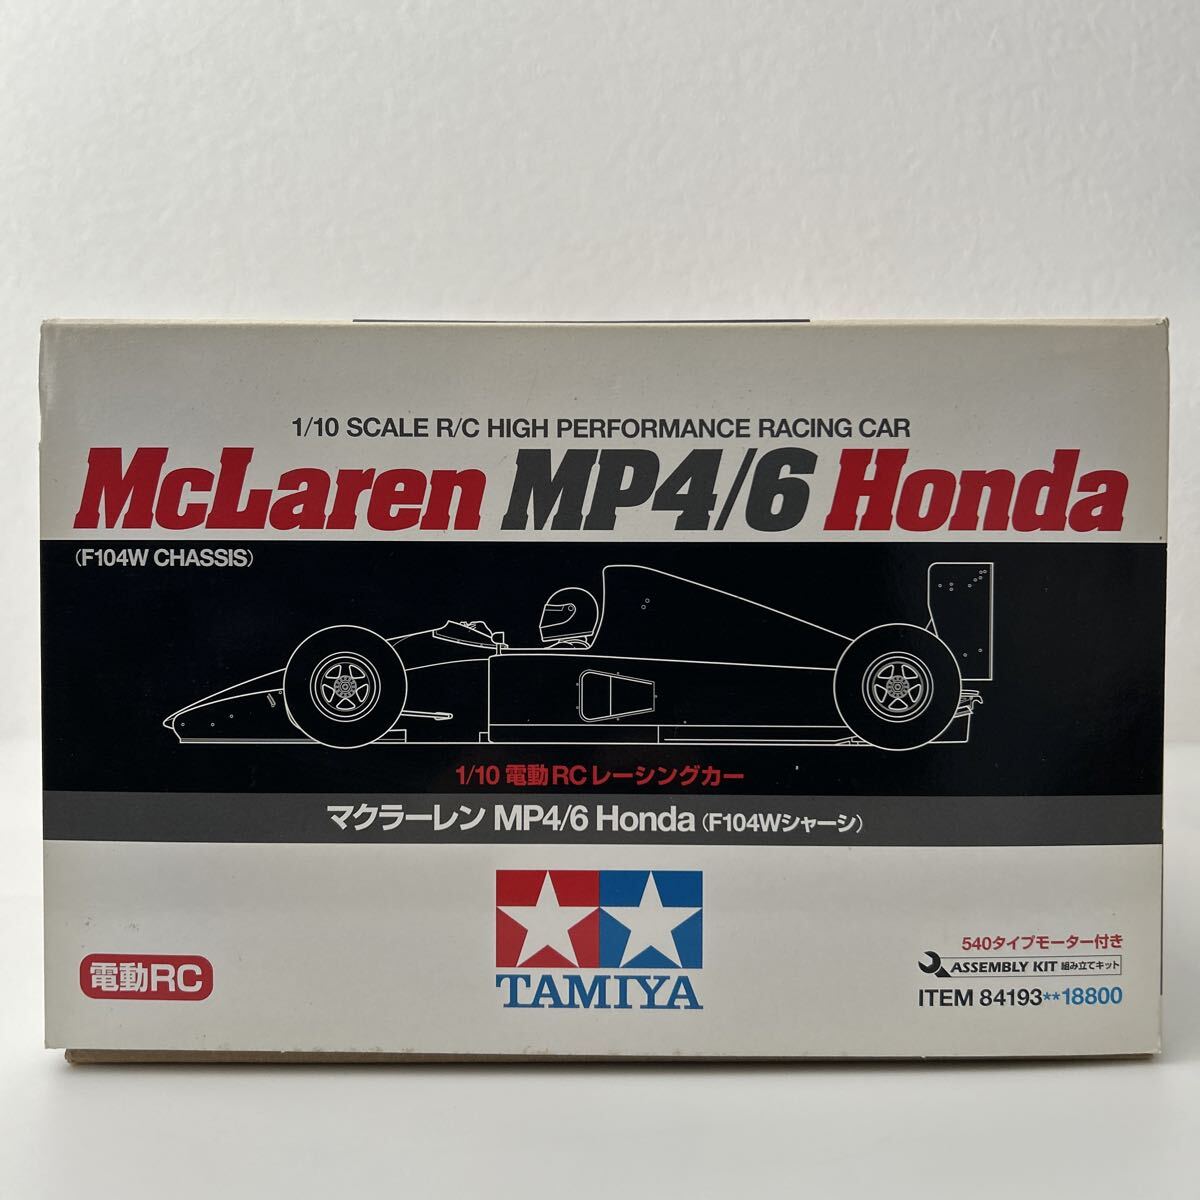 1/10 SCALE R/C HIGH PERFORMANCE RACING CAR
McLaren MP4/6 Honda
(F104W CHASSIS)
1/10 電動RCレーシングカー
マクラーレン MP4/6 Honda (F104Wシャーシ)
TAMIYA
電動RC
540タイプモーター付き
ASSEMBLY KIT 組み立てキット
ITEM 84193**18800